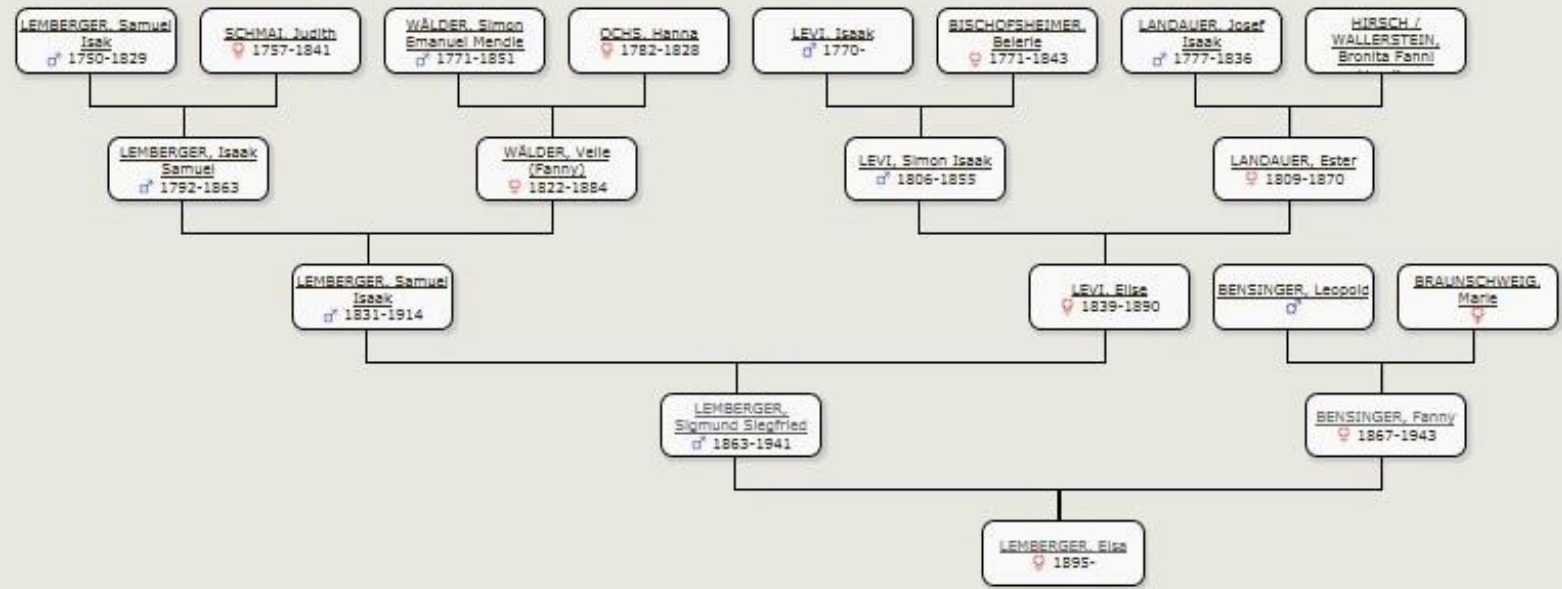 LEMBERGER, Samuel
Isak
♂ 1750-1829
SCHMAI, Judith
♀ 1757-1841
WÄLDER, Simon
Emanuel Mendle
♂ 1771-1851
OCHS, Hanna
♀ 1782-1828
LEVI, Isaak
♂ 1770-
BISCHOFSHEIMER,
Beierle
♀ 1771-1843
LANDAUER, Josef
Isaak
♂ 1777-1836
HIRSCH /
WALLERSTEIN,
Bronita Fanni
LEMBERGER, Isaak
Samuel
♂ 1792-1863
WÄLDER, Velle
(Fanny)
♀ 1822-1884
LEVI, Simon Isaak
♂ 1806-1855
LANDAUER, Ester
♀ 1809-1870
LEMBERGER, Samuel
Isaak
♂ 1831-1914
LEVI, Elise
♀ 1839-1890
BENSINGER, Leopold
♂
BRAUNSCHWEIG,
Marie
♀
LEMBERGER,
Sigmund Siegfried
♂ 1863-1941
BENSINGER, Fanny
♀ 1867-1943
LEMBERGER, Elsa
♀ 1895-